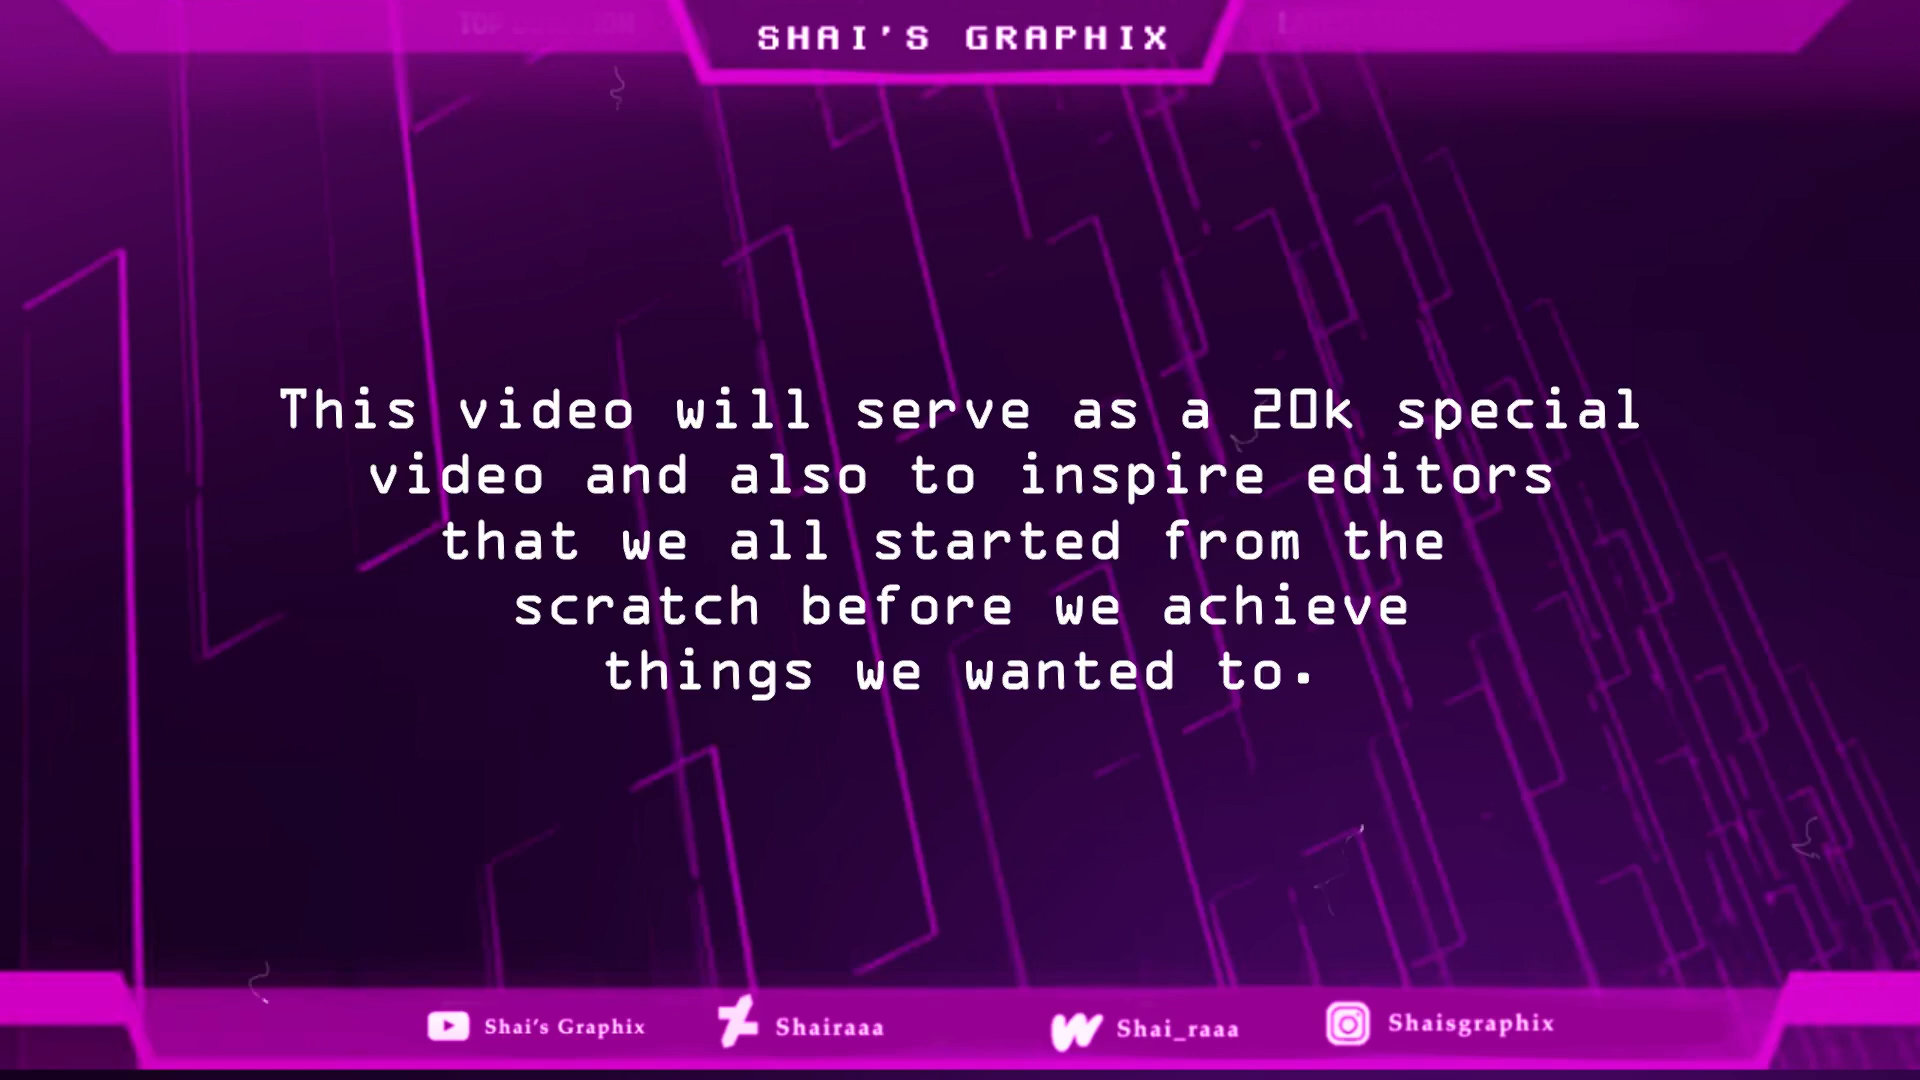 SHAI'S GRAPHIX
This video will serve as a 20k special
video and also to inspire editors
that we all started from the
scratch before we achieve
things we wanted to.
Shai's Graphix Shairaaa Shai_raaa Shaisgraphix